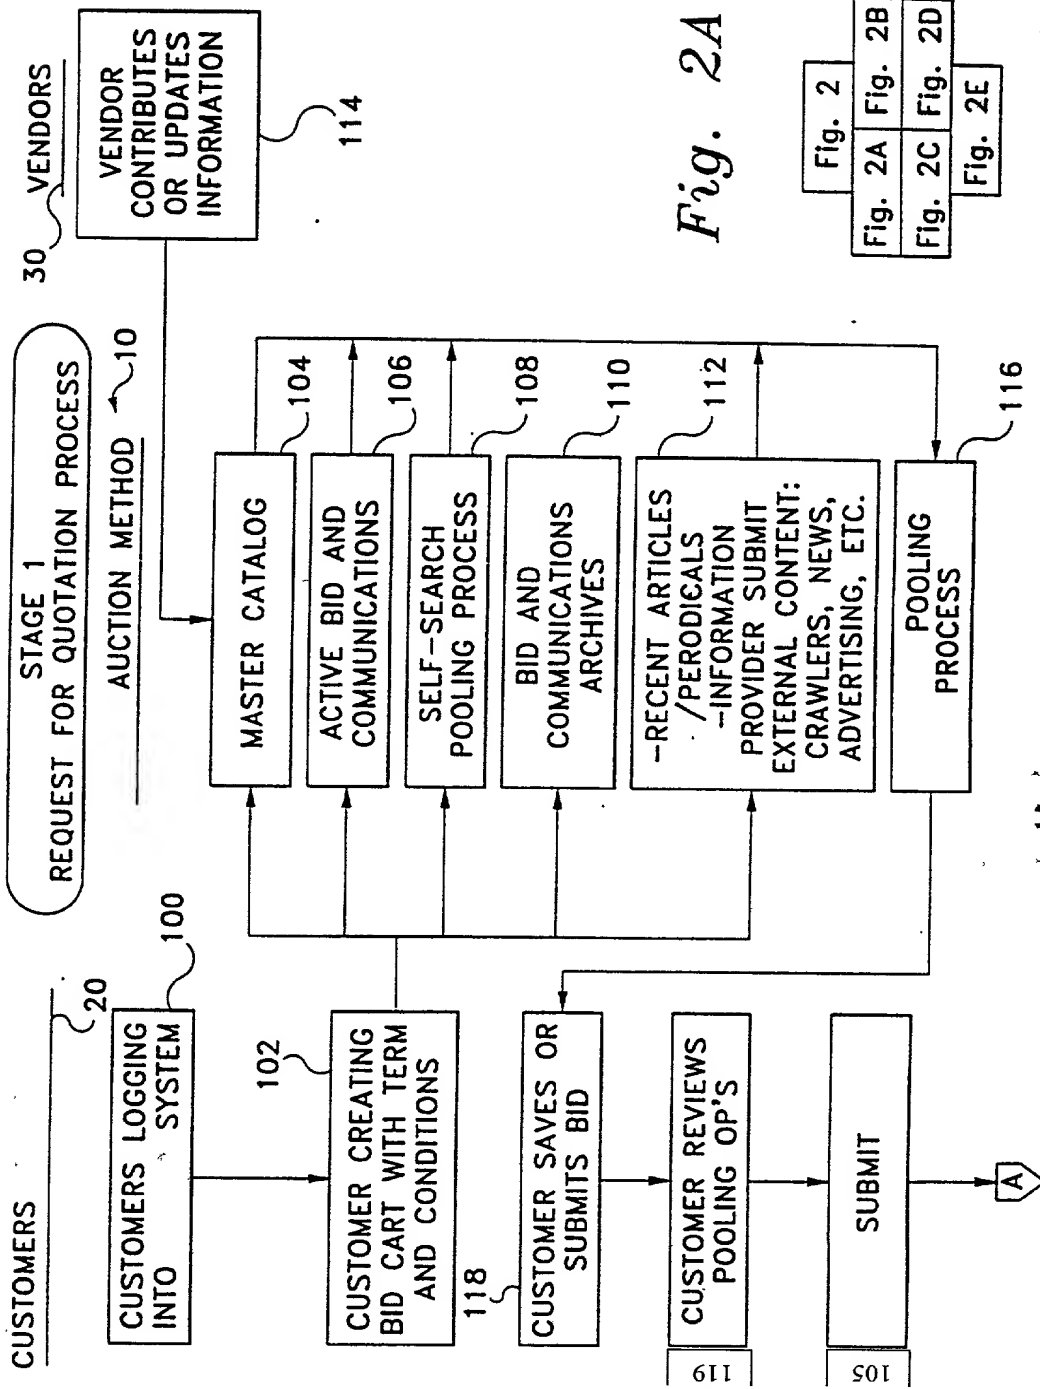 STAGE 1
REQUEST FOR QUOTATION PROCESS
CUSTOMERS
20
AUCTION METHOD
10
30
VENDORS
CUSTOMERS LOGGING
INTO SYSTEM
100
CUSTOMER CREATING
BID CART WITH TERM
AND CONDITIONS
102
CUSTOMER SAVES OR
SUBMITS BID
118
CUSTOMER REVIEWS
POOLING OP'S
119
SUBMIT
105
A
MASTER CATALOG
104
ACTIVE BID AND
COMMUNICATIONS
106
SELF-SEARCH
POOLING PROCESS
108
BID AND
COMMUNICATIONS
ARCHIVES
110
-RECENT ARTICLES
/PERODICALS
-INFORMATION
PROVIDER SUBMIT
EXTERNAL CONTENT:
CRAWLERS, NEWS,
ADVERTISING, ETC.
112
POOLING
PROCESS
116
VENDOR
CONTRIBUTES
OR UPDATES
INFORMATION
114
Fig. 2A
Fig. 2
Fig. 2A Fig. 2B
Fig. 2C Fig. 2D
Fig. 2E